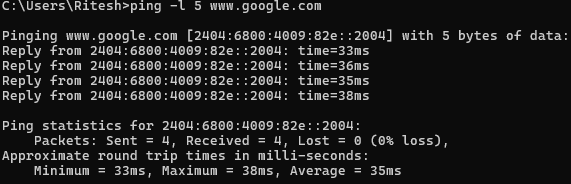 C:\Users\Ritesh>ping -l 5 www.google.com
Pinging www.google.com [2404:6800:4009:82e::2004] with 5 bytes of data:
Reply from 2404:6800:4009:82e::2004: time=33ms
Reply from 2404:6800:4009:82e::2004: time=36ms
Reply from 2404:6800:4009:82e::2004: time=35ms
Reply from 2404:6800:4009:82e::2004: time=38ms
Ping statistics for 2404:6800:4009:82e::2004:
    Packets: Sent = 4, Received = 4, Lost = 0 (0% loss),
Approximate round trip times in milli-seconds:
    Minimum = 33ms, Maximum = 38ms, Average = 35ms